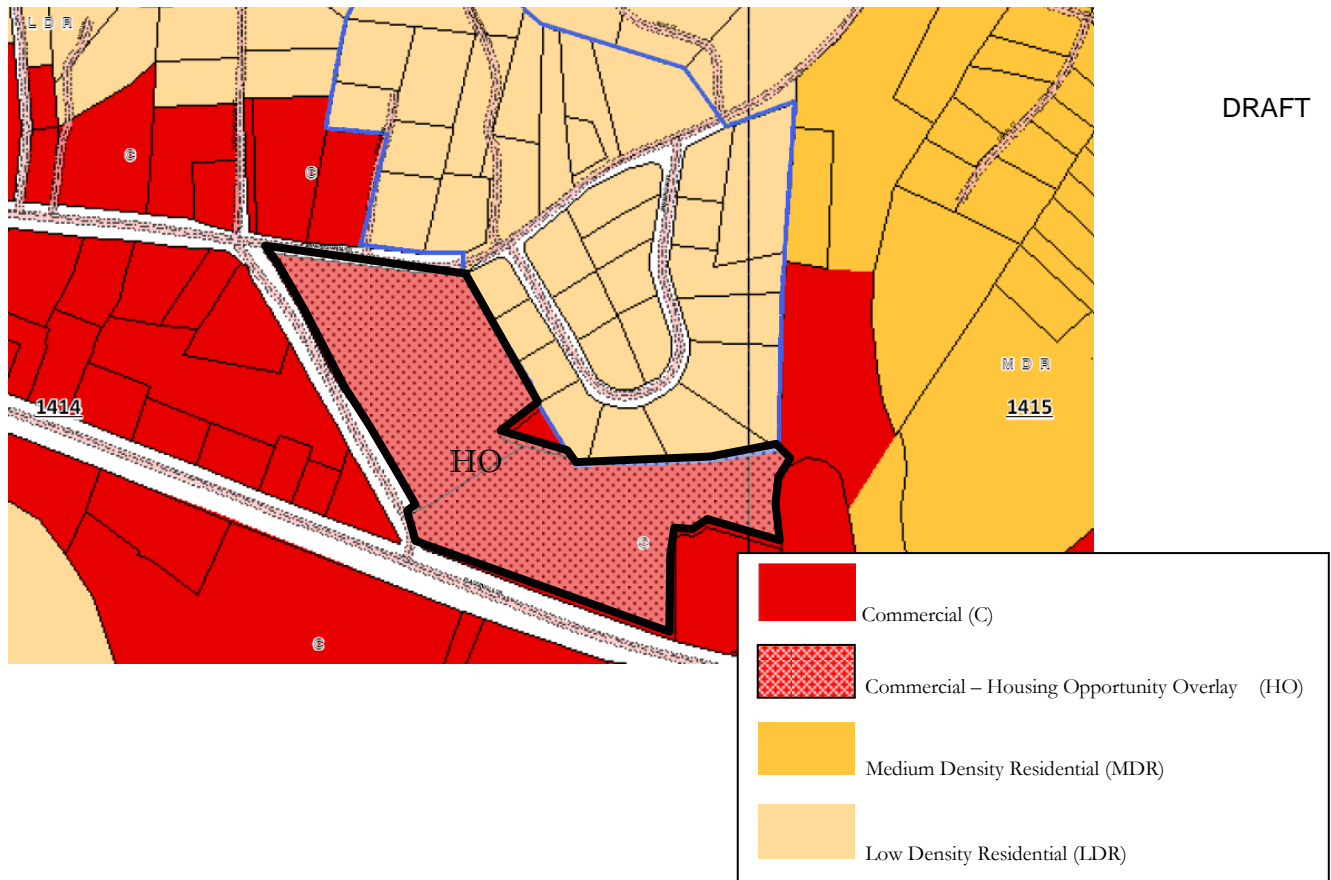 L D R
DRAFT
C
C
M D R
1414
1415
HO
C
C
Commercial (C)
Commercial – Housing Opportunity Overlay (HO)
Medium Density Residential (MDR)
Low Density Residential (LDR)